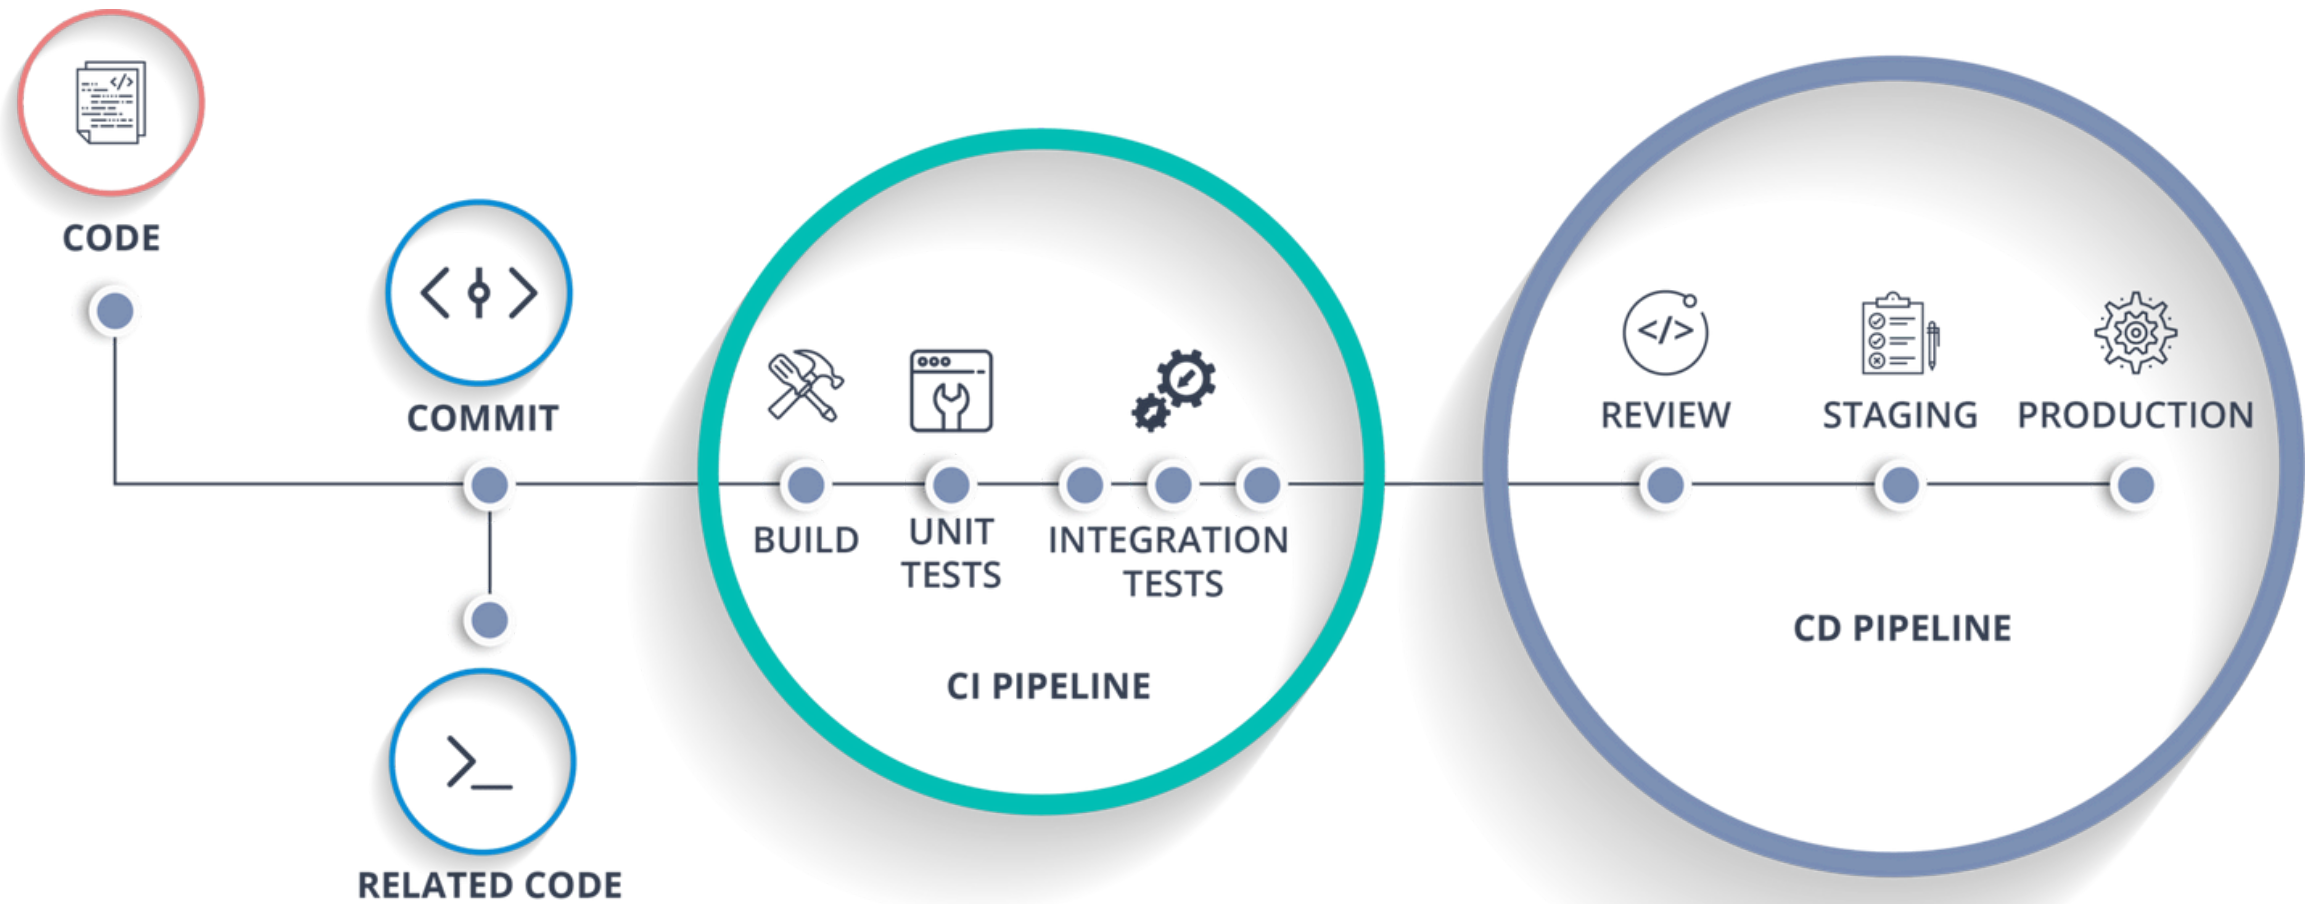 CODE
COMMIT
RELATED CODE
BUILD
UNIT
TESTS
INTEGRATION
TESTS
CI PIPELINE
REVIEW
STAGING
PRODUCTION
CD PIPELINE